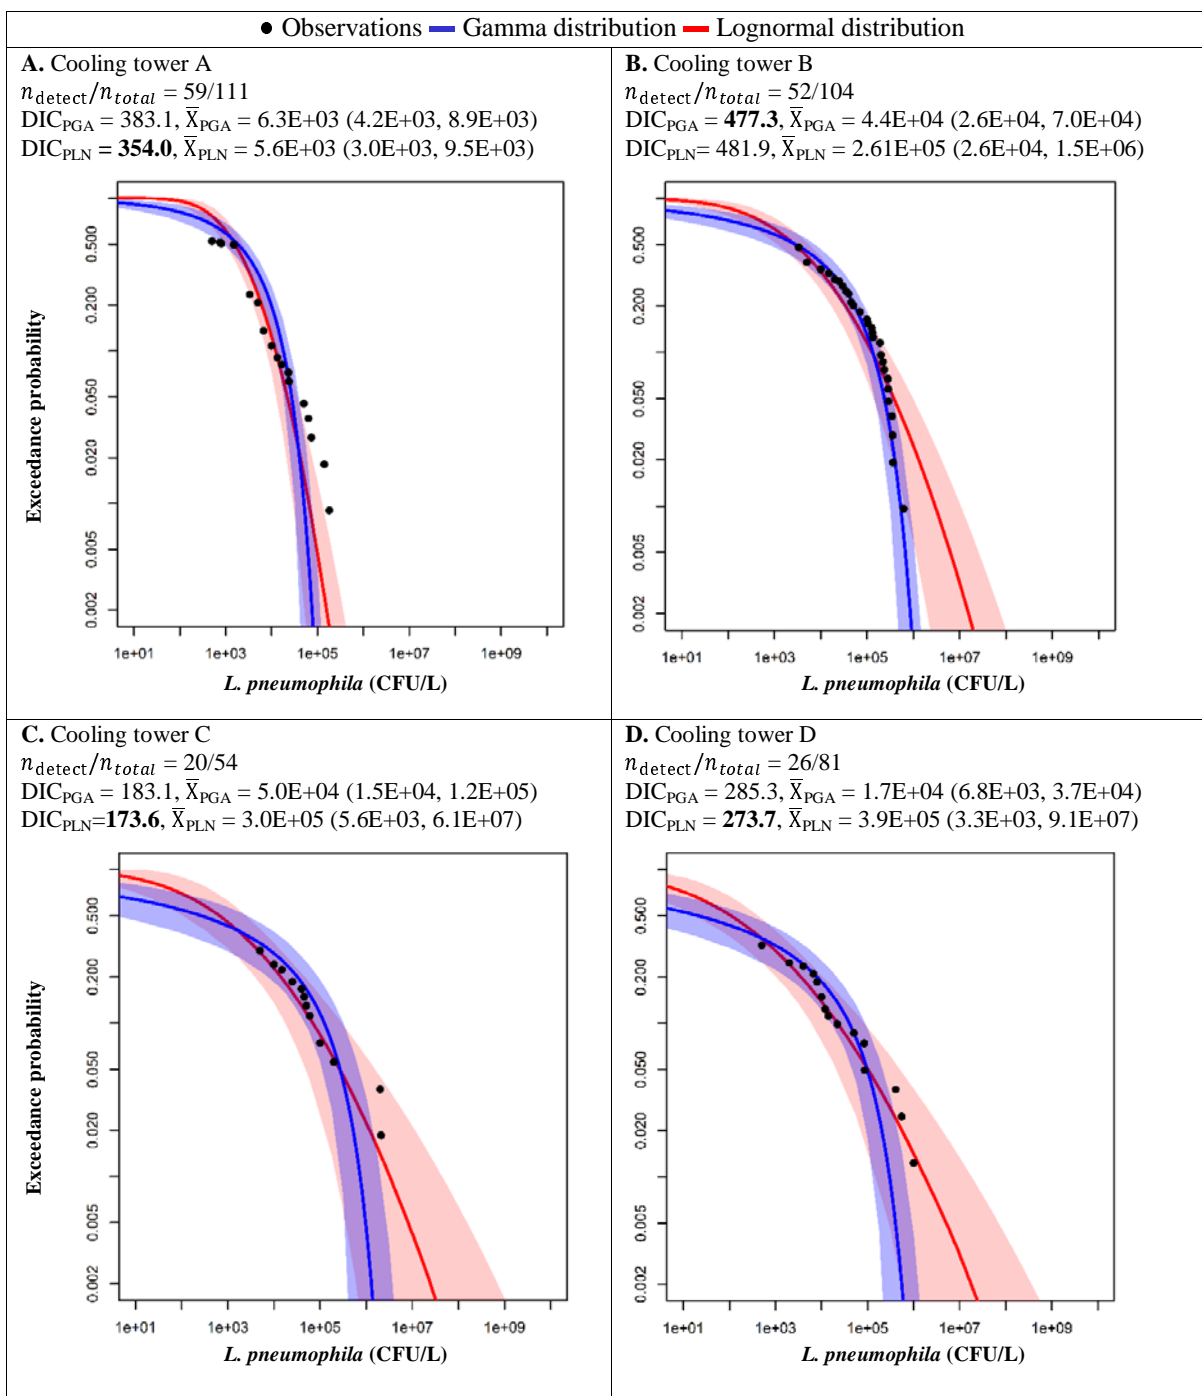 Observations Gamma distribution Lognormal distribution
A. Cooling tower A
n_detect/n_total = 59/111
DIC_PGA = 383.1, X̅_PGA = 6.3E+03 (4.2E+03, 8.9E+03)
DIC_PLN = 354.0, X̅_PLN = 5.6E+03 (3.0E+03, 9.5E+03)
Exceedance probability
0.500
0.200
0.050
0.020
0.005
0.002
1e+01 1e+03 1e+05 1e+07 1e+09
L. pneumophila (CFU/L)
B. Cooling tower B
n_detect/n_total = 52/104
DIC_PGA = 477.3, X̅_PGA = 4.4E+04 (2.6E+04, 7.0E+04)
DIC_PLN= 481.9, X̅_PLN = 2.61E+05 (2.6E+04, 1.5E+06)
0.500
0.200
0.050
0.020
0.005
0.002
1e+01 1e+03 1e+05 1e+07 1e+09
L. pneumophila (CFU/L)
C. Cooling tower C
n_detect/n_total = 20/54
DIC_PGA = 183.1, X̅_PGA = 5.0E+04 (1.5E+04, 1.2E+05)
DIC_PLN=173.6, X̅_PLN = 3.0E+05 (5.6E+03, 6.1E+07)
Exceedance probability
0.500
0.200
0.050
0.020
0.005
0.002
1e+01 1e+03 1e+05 1e+07 1e+09
L. pneumophila (CFU/L)
D. Cooling tower D
n_detect/n_total = 26/81
DIC_PGA = 285.3, X̅_PGA = 1.7E+04 (6.8E+03, 3.7E+04)
DIC_PLN = 273.7, X̅_PLN = 3.9E+05 (3.3E+03, 9.1E+07)
0.500
0.200
0.050
0.020
0.005
0.002
1e+01 1e+03 1e+05 1e+07 1e+09
L. pneumophila (CFU/L)